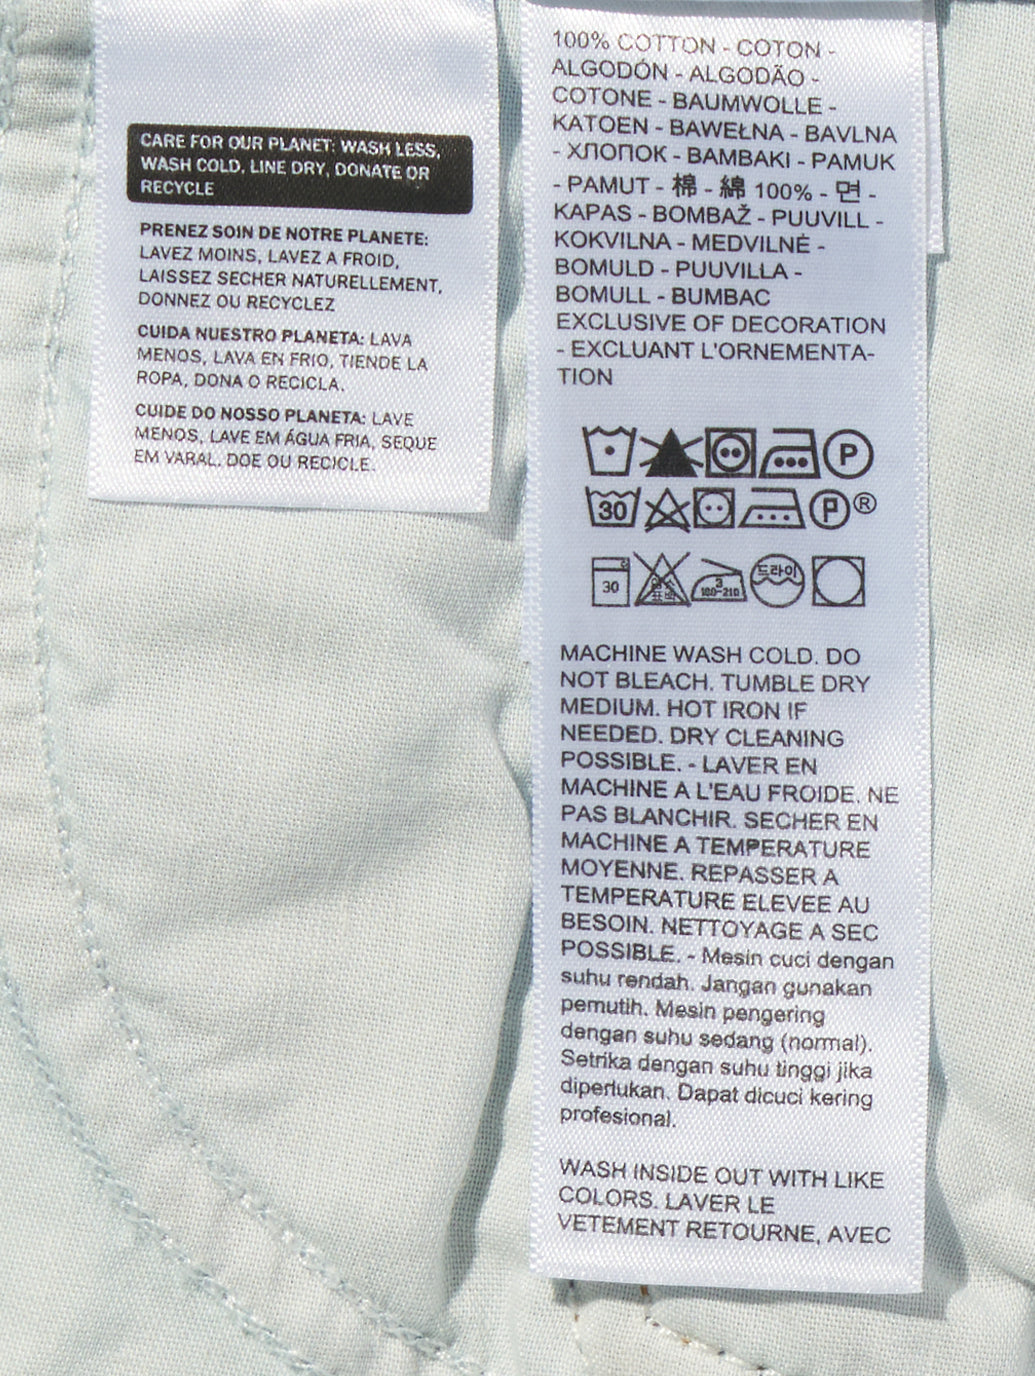 CARE FOR OUR PLANET: WASH LESS,
WASH COLD, LINE DRY, DONATE OR
RECYCLE
PRENEZ SOIN DE NOTRE PLANETE:
LAVEZ MOINS, LAVEZ A FROID,
LAISSEZ SECHER NATURELLEMENT,
DONNEZ OU RECYCLEZ
CUIDA NUESTRO PLANETA: LAVA
MENOS, LAVA EN FRIO, TIENDE LA
ROPA, DONA O RECICLA.
CUIDE DO NOSSO PLANETA: LAVE
MENOS, LAVE EM ÁGUA FRIA, SEQUE
EM VARAL, DOE OU RECICLE.
100% COTTON - COTON -
ALGODÓN - ALGODÃO -
COTONE - BAUMWOLLE -
KATOEN - BAWEŁNA - BAVLNA
- ХЛОПОК - BAMBAKI - PAMUK
- PAMUT - 棉 - 綿 100% - 면 -
KAPAS - BOMBAŽ - PUUVILL -
KOKVILNA - MEDVILNĖ -
BOMULD - PUUVILLA -
BOMULL - BUMBAC
EXCLUSIVE OF DECORATION
- EXCLUANT L'ORNEMENTA-
TION
P
30 P ®
30 염소표백 3 180-210 드라이
MACHINE WASH COLD. DO
NOT BLEACH. TUMBLE DRY
MEDIUM. HOT IRON IF
NEEDED. DRY CLEANING
POSSIBLE. - LAVER EN
MACHINE A L'EAU FROIDE. NE
PAS BLANCHIR. SECHER EN
MACHINE A TEMPERATURE
MOYENNE. REPASSER A
TEMPERATURE ELEVEE AU
BESOIN. NETTOYAGE A SEC
POSSIBLE. - Mesin cuci dengan
suhu rendah. Jangan gunakan
pemutih. Mesin pengering
dengan suhu sedang (normal).
Setrika dengan suhu tinggi jika
diperlukan. Dapat dicuci kering
profesional.
WASH INSIDE OUT WITH LIKE
COLORS. LAVER LE
VETEMENT RETOURNE, AVEC